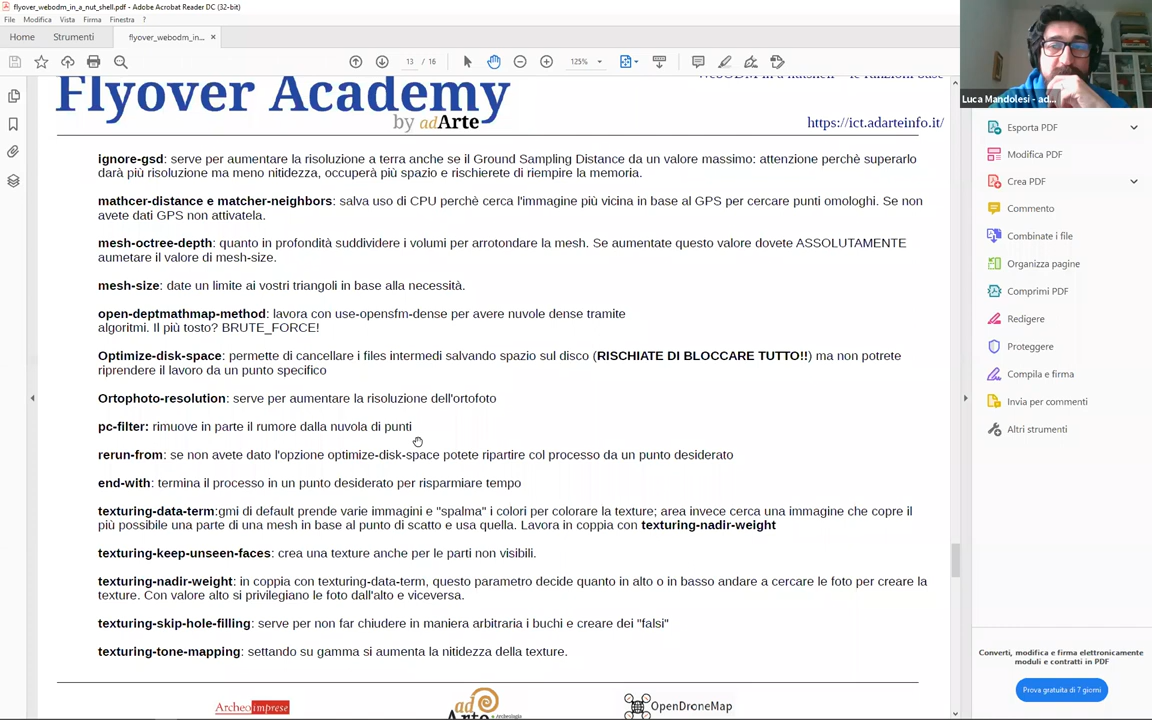 flyover_webodm_in_a_nut_shell.pdf - Adobe Acrobat Reader DC (32-bit)
File Modifica Vista Firma Finestra ?
Home Strumenti flyover_webodm_in... ×
13 / 16 125%
Luca Mandolesi - ad...
Flyover Academy
by adArte
https://ict.adarteinfo.it/
ignore-gsd: serve per aumentare la risoluzione a terra anche se il Ground Sampling Distance da un valore massimo: attenzione perchè superarlo
darà più risoluzione ma meno nitidezza, occuperà più spazio e rischierete di riempire la memoria.
mathcer-distance e matcher-neighbors: salva uso di CPU perchè cerca l'immagine più vicina in base al GPS per cercare punti omologhi. Se non
avete dati GPS non attivatela.
mesh-octree-depth: quanto in profondità suddividere i volumi per arrotondare la mesh. Se aumentate questo valore dovete ASSOLUTAMENTE
aumetare il valore di mesh-size.
mesh-size: date un limite ai vostri triangoli in base alla necessità.
open-deptmathmap-method: lavora con use-opensfm-dense per avere nuvole dense tramite
algoritmi. Il più tosto? BRUTE_FORCE!
Optimize-disk-space: permette di cancellare i files intermedi salvando spazio sul disco (RISCHIATE DI BLOCCARE TUTTO!!) ma non potrete
riprendere il lavoro da un punto specifico
Ortophoto-resolution: serve per aumentare la risoluzione dell'ortofoto
pc-filter: rimuove in parte il rumore dalla nuvola di punti
rerun-from: se non avete dato l'opzione optimize-disk-space potete ripartire col processo da un punto desiderato
end-with: termina il processo in un punto desiderato per risparmiare tempo
texturing-data-term:gmi di default prende varie immagini e "spalma" i colori per colorare la texture; area invece cerca una immagine che copre il
più possibile una parte di una mesh in base al punto di scatto e usa quella. Lavora in coppia con texturing-nadir-weight
texturing-keep-unseen-faces: crea una texture anche per le parti non visibili.
texturing-nadir-weight: in coppia con texturing-data-term, questo parametro decide quanto in alto o in basso andare a cercare le foto per creare la
texture. Con valore alto si privilegiano le foto dall'alto e viceversa.
texturing-skip-hole-filling: serve per non far chiudere in maniera arbitraria i buchi e creare dei "falsi"
texturing-tone-mapping: settando su gamma si aumenta la nitidezza della texture.
Archeoimprese
ad Arte Archeologia
OpenDroneMap
Esporta PDF
Modifica PDF
Crea PDF
Commento
Combinate i file
Organizza pagine
Comprimi PDF
Redigere
Proteggere
Compila e firma
Invia per commenti
Altri strumenti
Converti, modifica e firma elettronicamente
moduli e contratti in PDF
Prova gratuita di 7 giorni